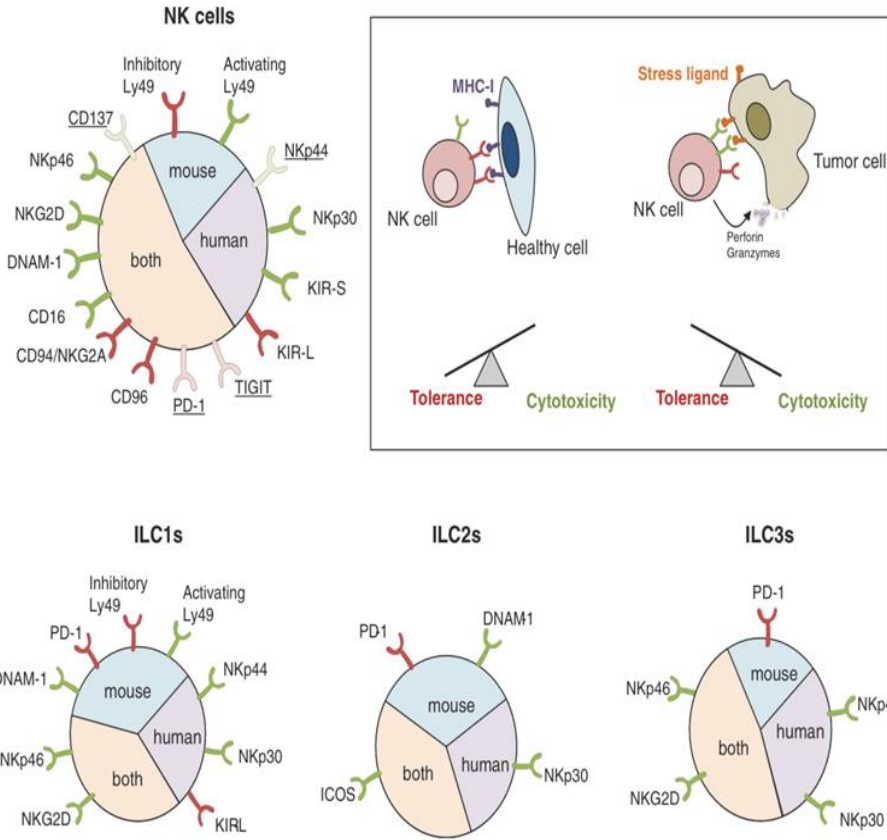 NK cells
Inhibitory
Ly49
Activating
Ly49
CD137
NKp44
NKp46
NKG2D
DNAM-1
CD16
CD94/NKG2A
CD96
PD-1
TIGIT
KIR-L
KIR-S
NKp30
mouse
human
both
MHC-I
NK cell
Healthy cell
Stress ligand
NK cell
Tumor cell
Perforin
Granzymes
Tolerance
Cytotoxicity
Tolerance
Cytotoxicity
ILC1s
Inhibitory
Ly49
Activating
Ly49
PD-1
NKp44
NKp46
NKp30
NKG2D
KIRL
mouse
human
both
ILC2s
PD1
DNAM1
ICOS
NKp30
mouse
human
both
ILC3s
PD-1
NKp46
NKG2D
NKp30
mouse
human
both